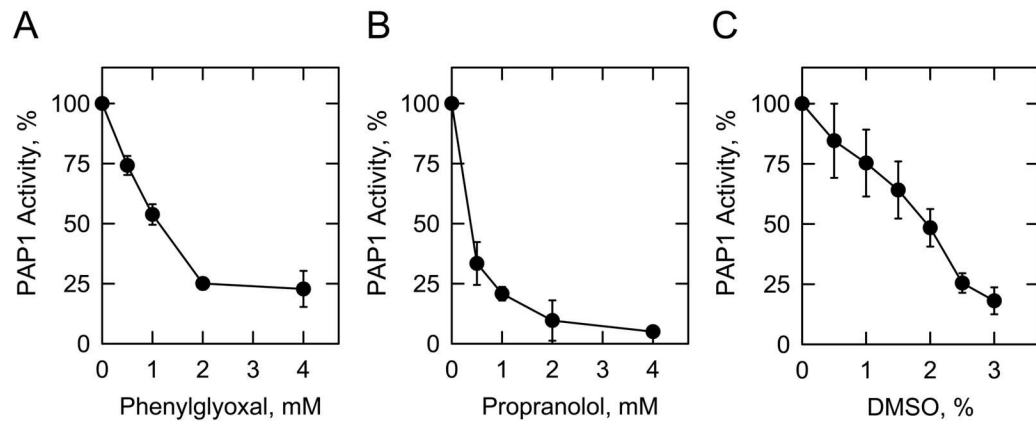 A
PAP1 Activity, %
100
75
50
25
0
0 1 2 3 4
Phenylglyoxal, mM
B
PAP1 Activity, %
100
75
50
25
0
0 1 2 3 4
Propranolol, mM
C
PAP1 Activity, %
100
75
50
25
0
0 1 2 3
DMSO, %